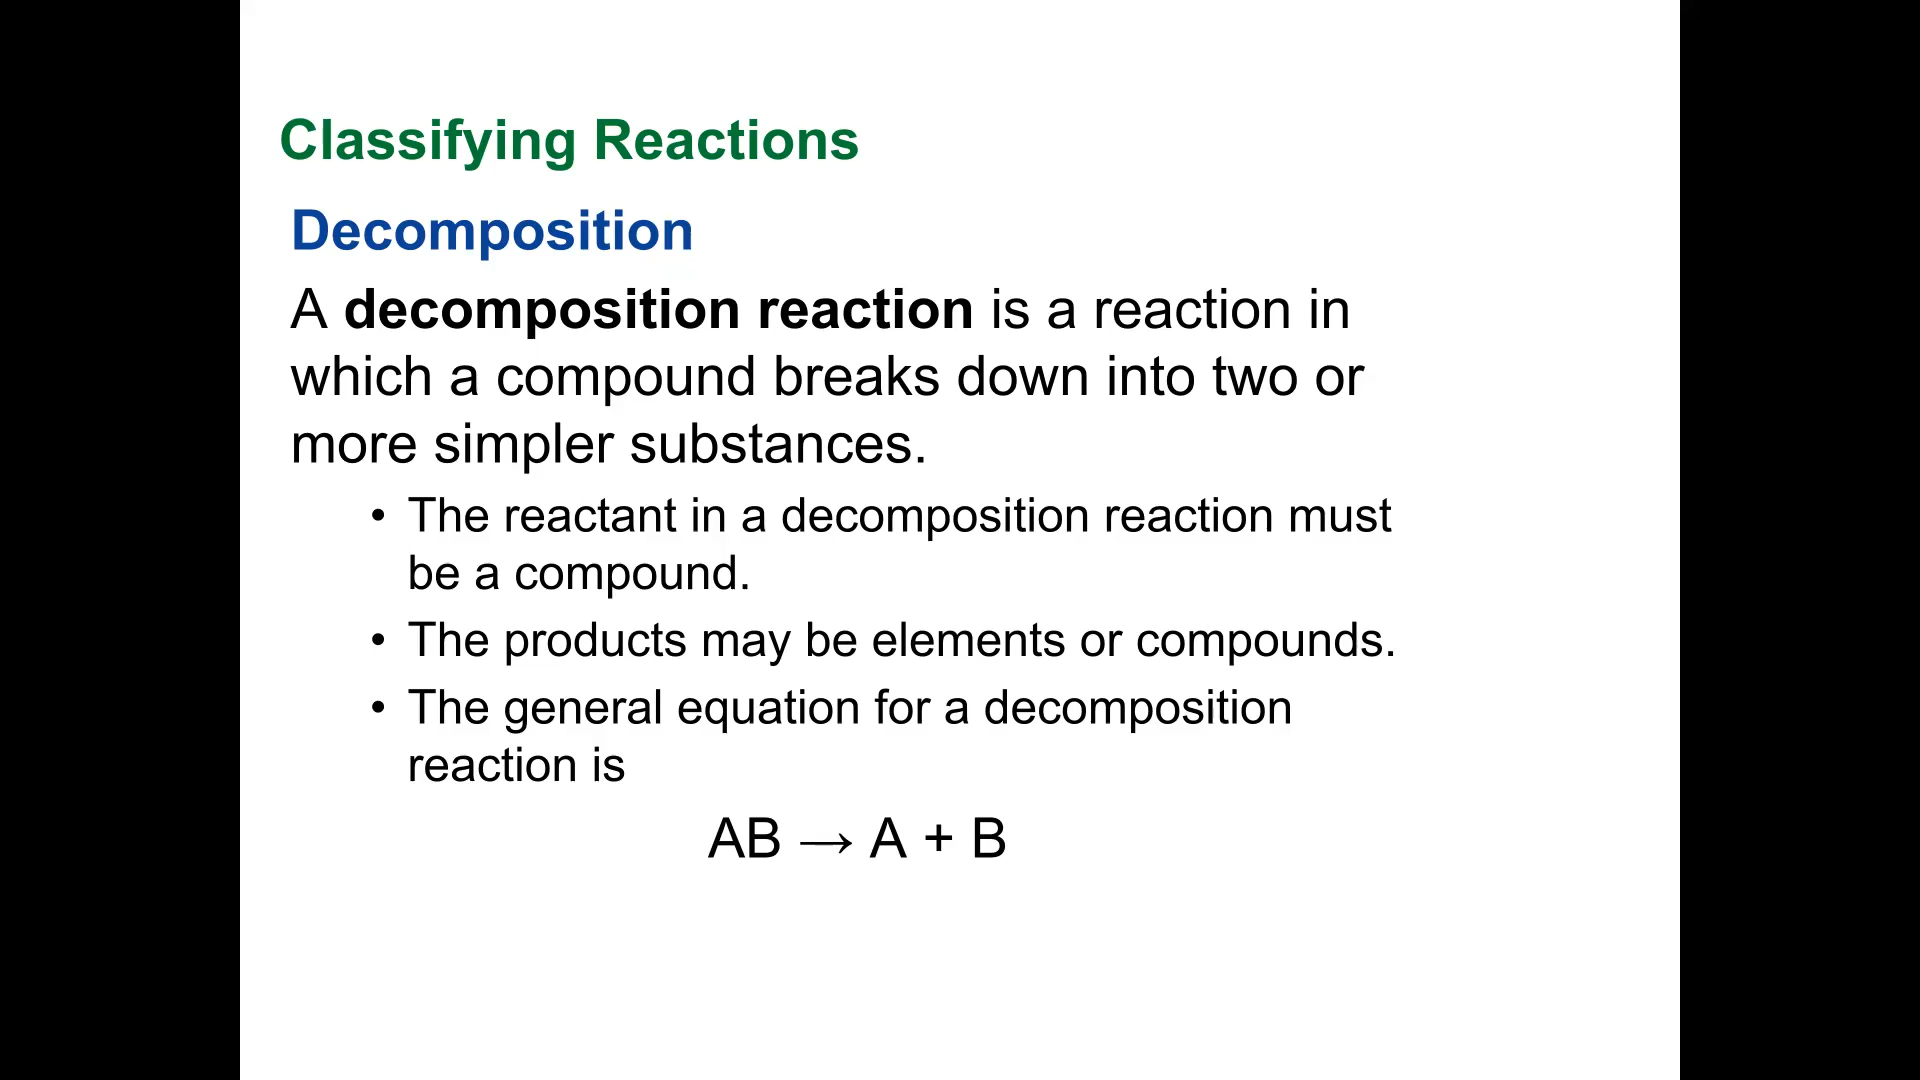 Classifying Reactions
Decomposition
A decomposition reaction is a reaction in
which a compound breaks down into two or
more simpler substances.
• The reactant in a decomposition reaction must
be a compound.
• The products may be elements or compounds.
• The general equation for a decomposition
reaction is
AB → A + B